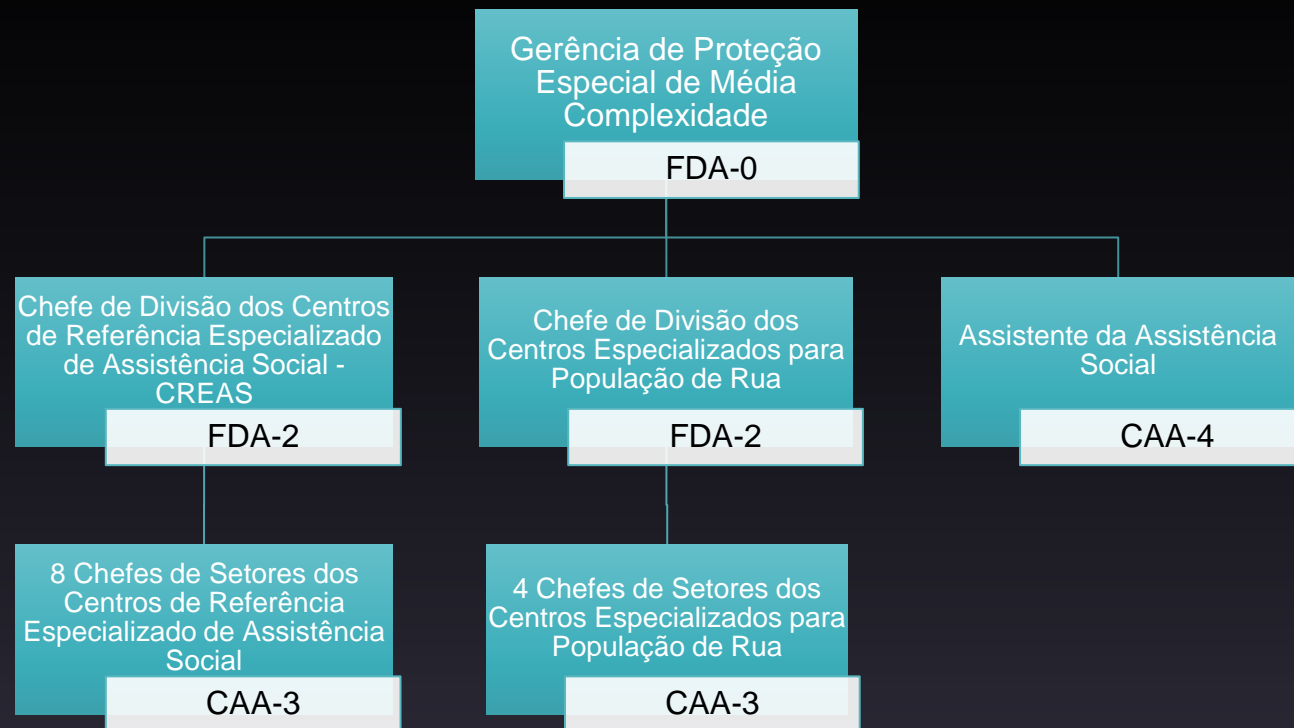 Gerência de Proteção
Especial de Média
Complexidade
FDA-0
Chefe de Divisão dos Centros
de Referência Especializado
de Assistência Social -
CREAS
FDA-2
Chefe de Divisão dos
Centros Especializados para
População de Rua
FDA-2
Assistente da Assistência
Social
CAA-4
8 Chefes de Setores dos
Centros de Referência
Especializado de Assistência
Social
CAA-3
4 Chefes de Setores dos
Centros Especializados para
População de Rua
CAA-3